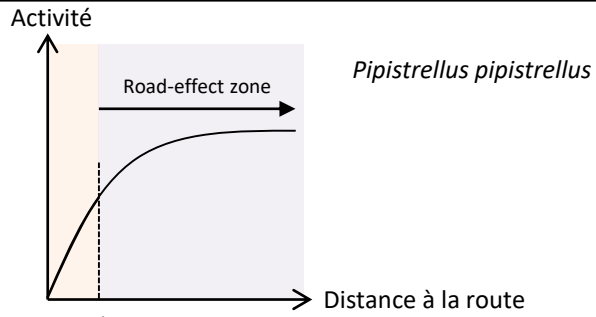 Activité
Pipistrellus pipistrellus
Road-effect zone
Distance à la route